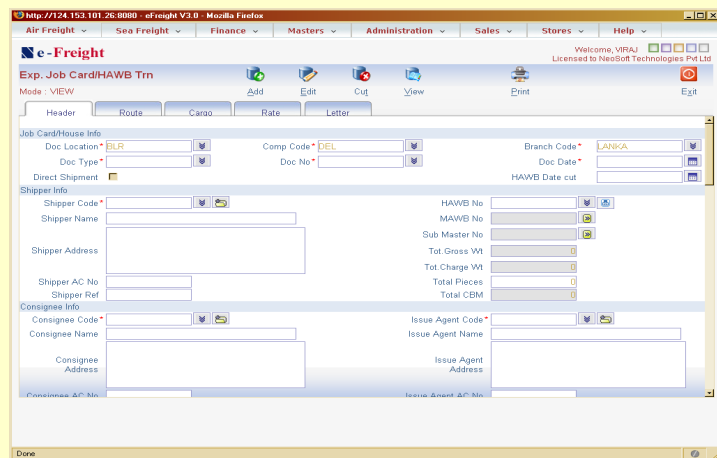 http://124.153.101.26:8080 - eFreight V3.0 - Mozilla Firefox
Air Freight Sea Freight Finance Masters Administration Sales Stores Help
e-Freight Welcome, VIRAJ
Licensed to NeoSoft Technologies Pvt Ltd
Exp. Job Card/HAWB Trn
Mode : VIEW Add Edit Cut View Print Exit
Header Route Cargo Rate Letter
Job Card/House Info
Doc Location* BLR Comp Code* DEL Branch Code* LANKA
Doc Type* Doc No* Doc Date*
Direct Shipment HAWB Date cut
Shipper Info
Shipper Code* HAWB No
Shipper Name MAWB No
Sub Master No
Shipper Address Tot.Gross Wt 0
Tot.Charge Wt 0
Shipper AC No Total Pieces 0
Shipper Ref Total CBM 0
Consignee Info
Consignee Code* Issue Agent Code*
Consignee Name Issue Agent Name
Consignee Address Issue Agent Address
Consignee AC No Issue Agent AC No
Done